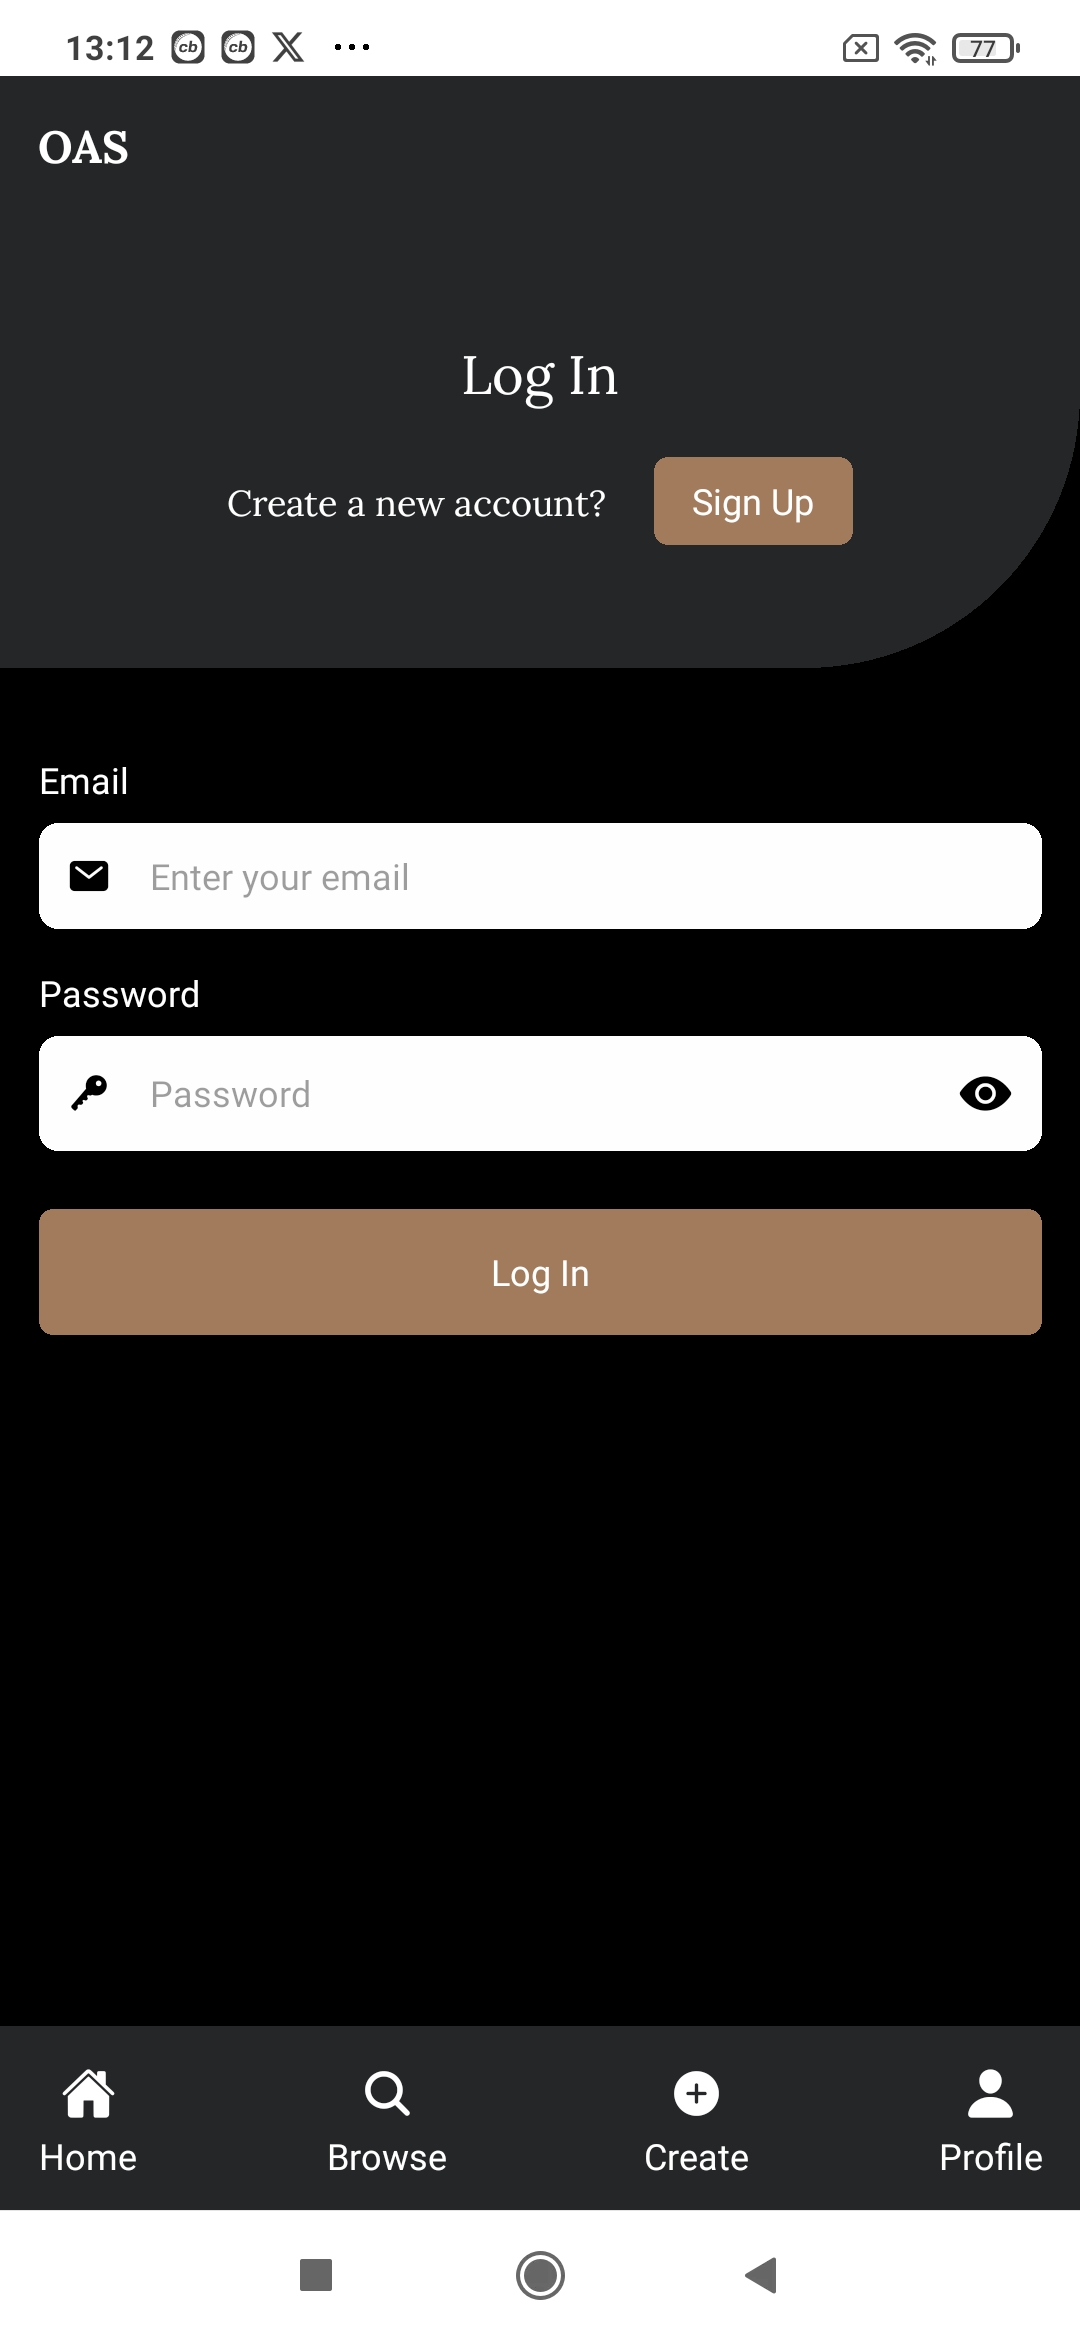 13:12 cb cb X ... 77
OAS
Log In
Create a new account? Sign Up
Email
Enter your email
Password
Password
Log In
Home Browse Create Profile